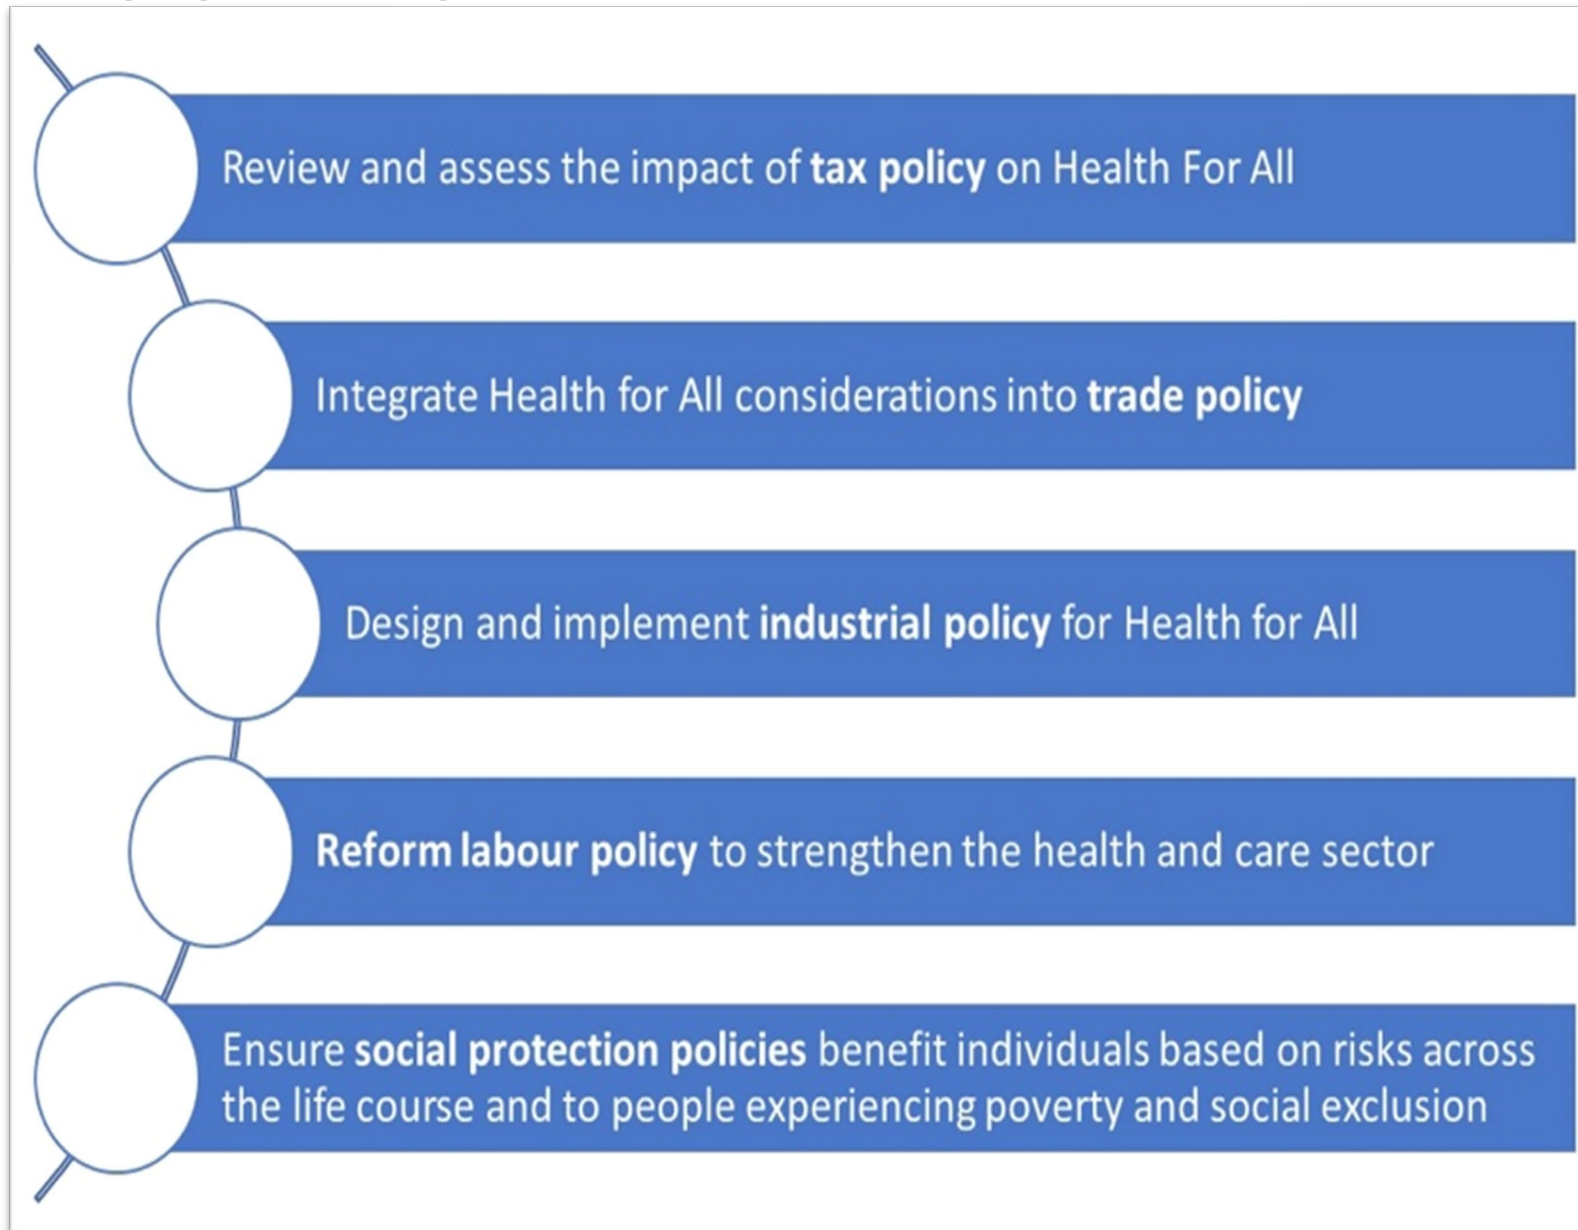 Review and assess the impact of tax policy on Health For All
Integrate Health for All considerations into trade policy
Design and implement industrial policy for Health for All
Reform labour policy to strengthen the health and care sector
Ensure social protection policies benefit individuals based on risks across
the life course and to people experiencing poverty and social exclusion